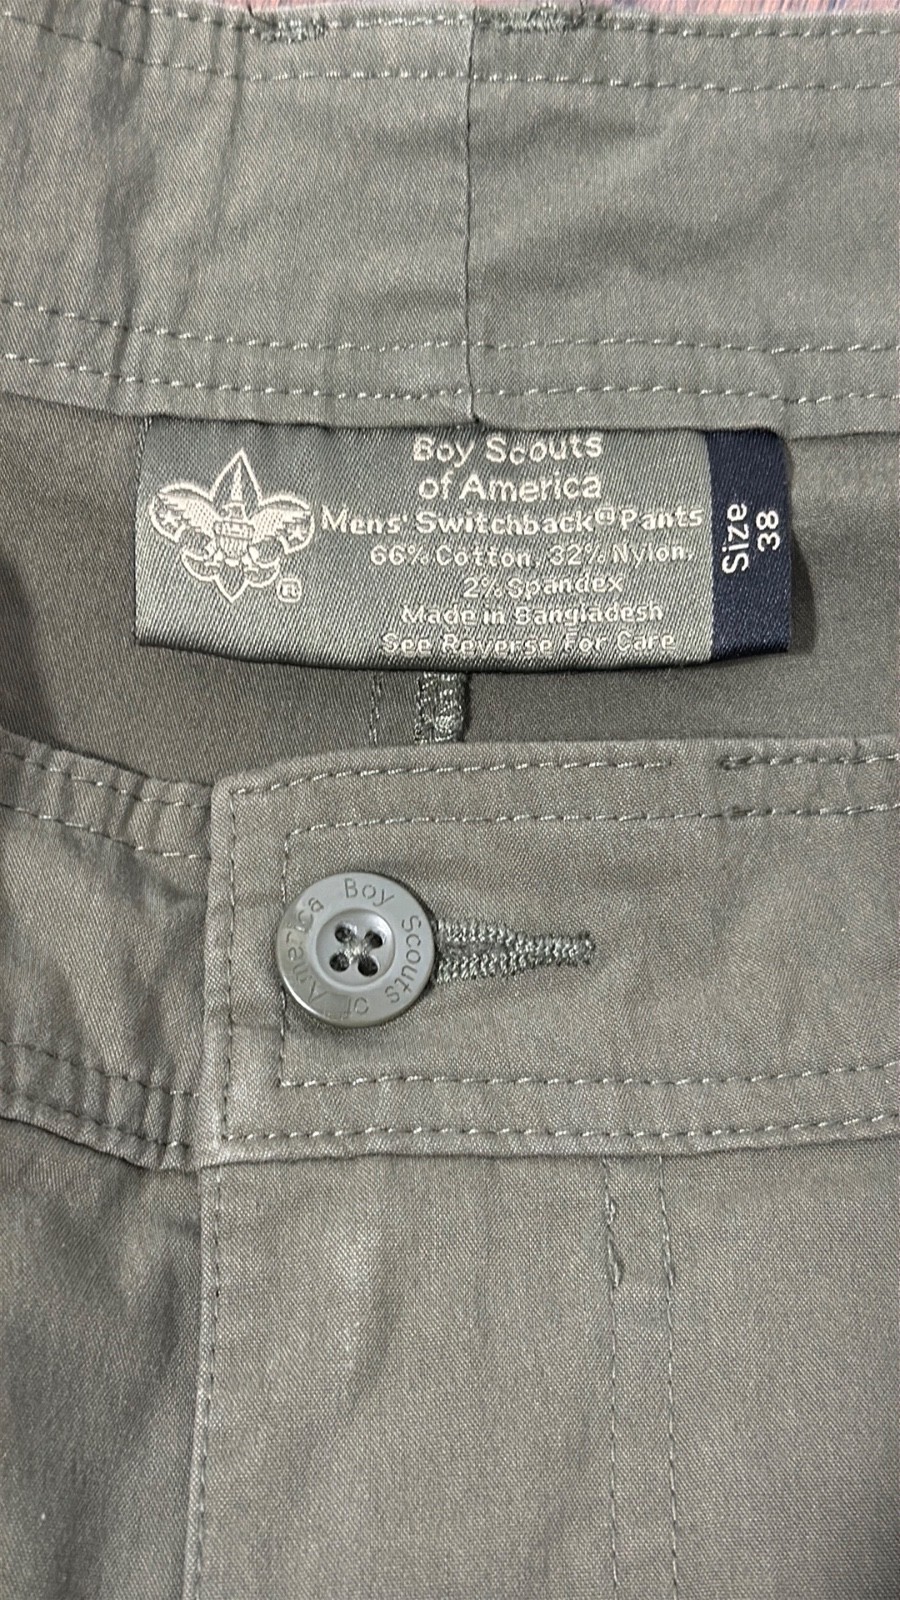 Boy Scouts
of America
Mens' Switchback® Pants
66% Cotton, 32% Nylon,
2% Spandex
Made in Bangladesh
See Reverse For Care
®
Size
38
Boy Scouts of America